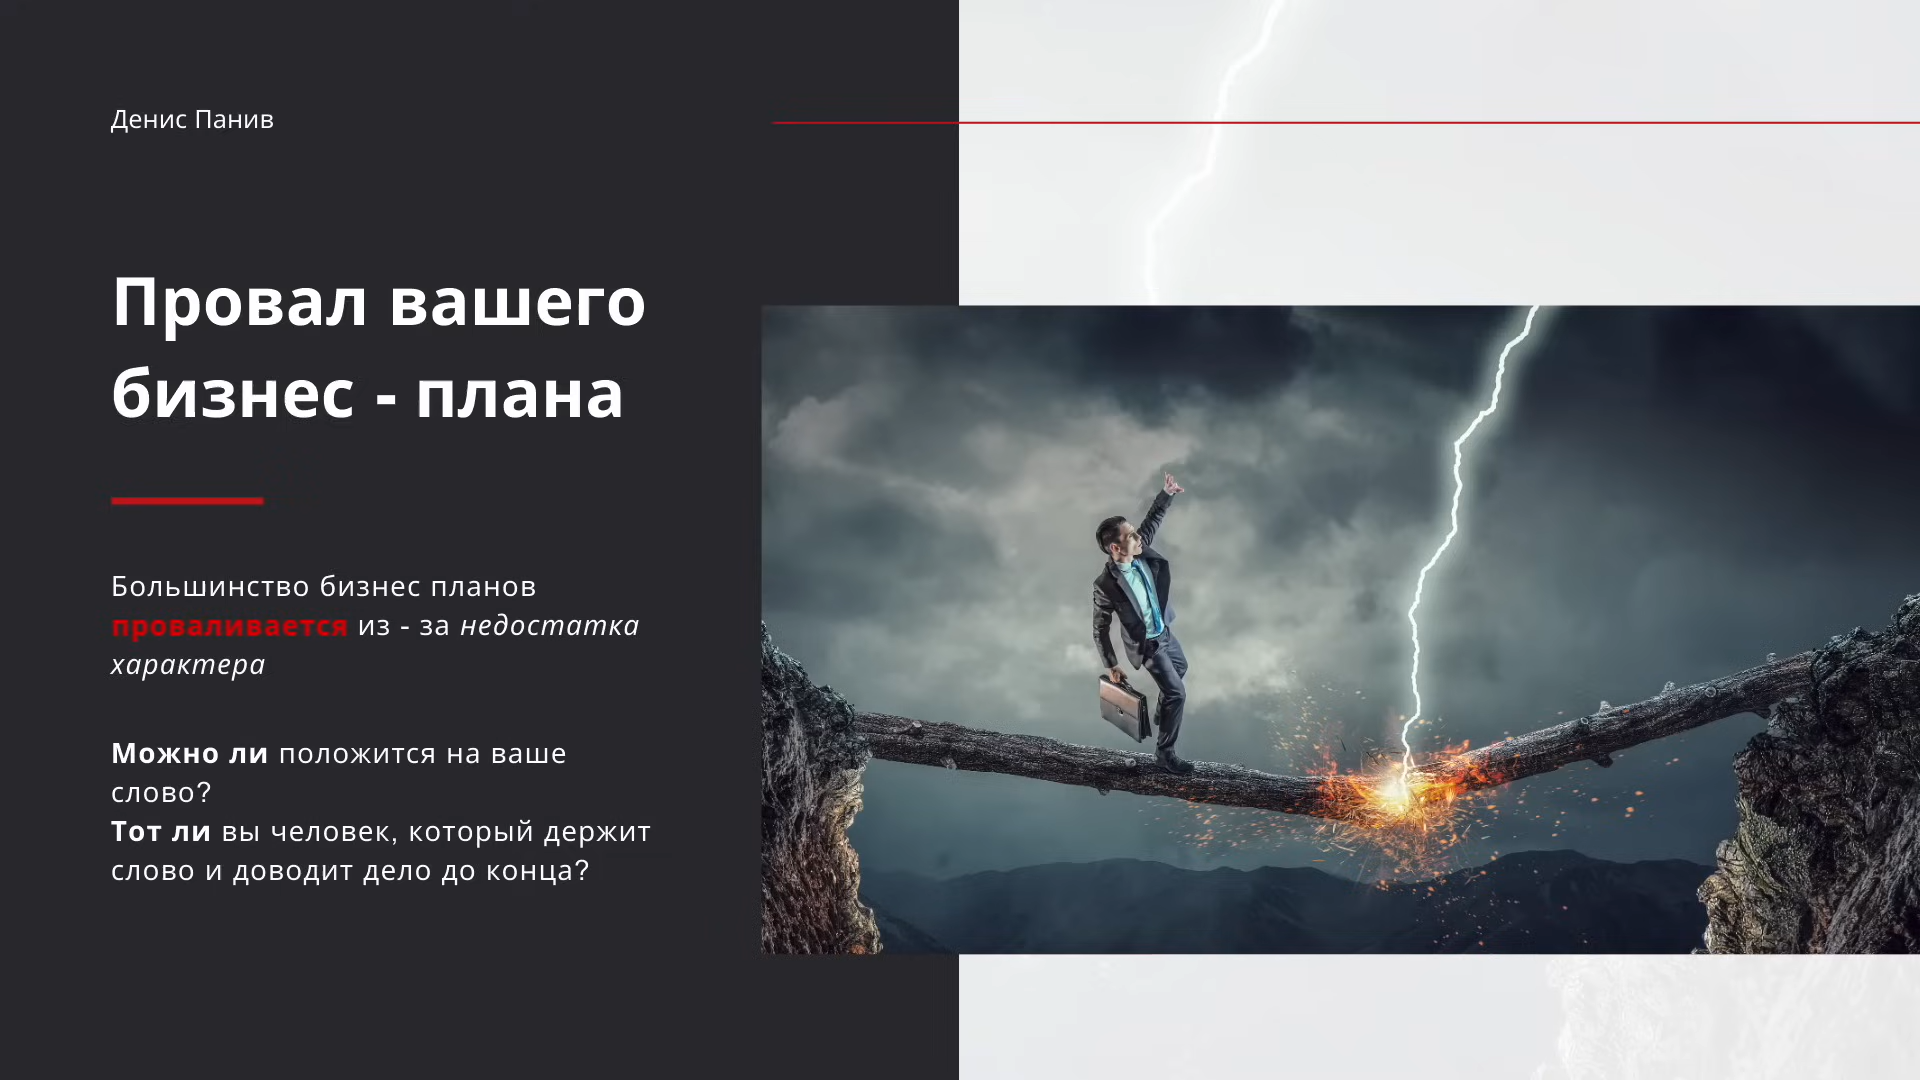 Денис Панив
Провал вашего
бизнес - плана
Большинство бизнес планов
проваливается из - за недостатка
характера
Можно ли положится на ваше
слово?
Тот ли вы человек, который держит
слово и доводит дело до конца?